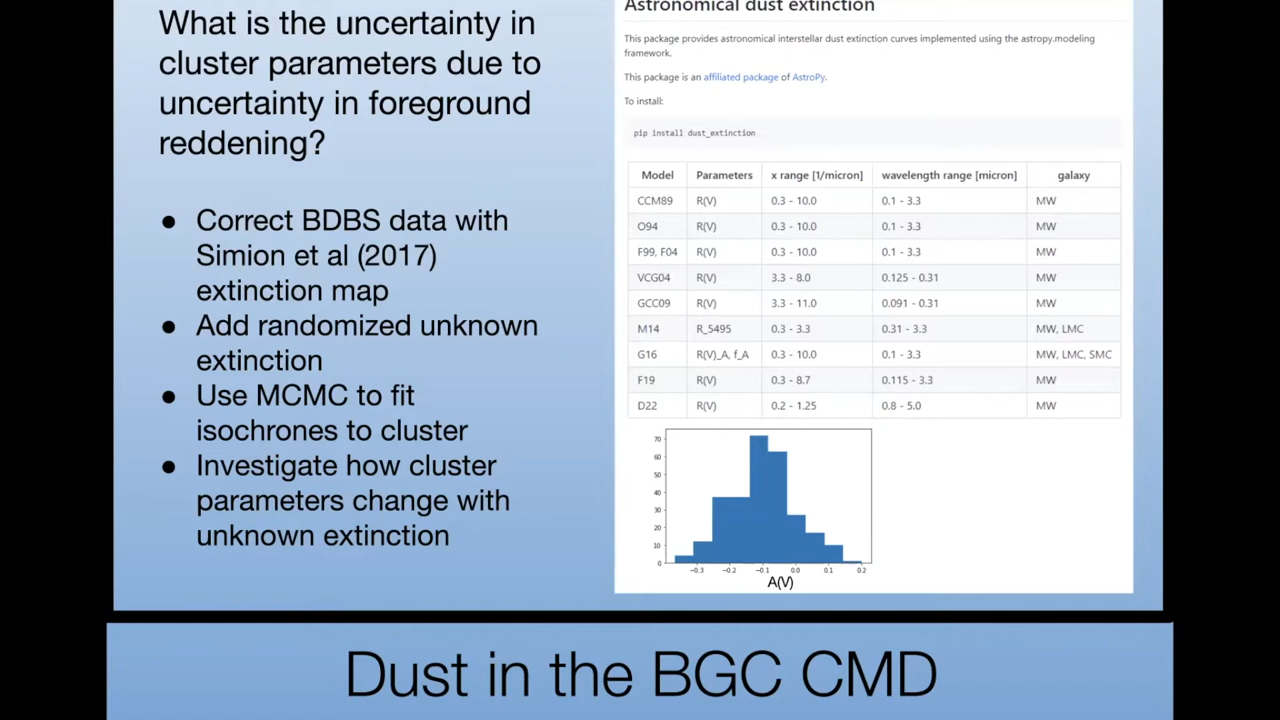 What is the uncertainty in
cluster parameters due to
uncertainty in foreground
reddening?
● Correct BDBS data with
Simion et al (2017)
extinction map
● Add randomized unknown
extinction
● Use MCMC to fit
isochrones to cluster
● Investigate how cluster
parameters change with
unknown extinction
Astronomical dust extinction
This package provides astronomical interstellar dust extinction curves implemented using the astropy.modeling
framework.
This package is an affiliated package of AstroPy.
To install:
pip install dust_extinction
Model Parameters x range [1/micron] wavelength range [micron] galaxy
CCM89 R(V) 0.3 - 10.0 0.1 - 3.3 MW
O94 R(V) 0.3 - 10.0 0.1 - 3.3 MW
F99, F04 R(V) 0.3 - 10.0 0.1 - 3.3 MW
VCG04 R(V) 3.3 - 8.0 0.125 - 0.31 MW
GCC09 R(V) 3.3 - 11.0 0.091 - 0.31 MW
M14 R_5495 0.3 - 3.3 0.31 - 3.3 MW, LMC
G16 R(V)_A, f_A 0.3 - 10.0 0.1 - 3.3 MW, LMC, SMC
F19 R(V) 0.3 - 8.7 0.115 - 3.3 MW
D22 R(V) 0.2 - 1.25 0.8 - 5.0 MW
70
60
50
40
30
20
10
0
−0.3 −0.2 −0.1 0.0 0.1 0.2
A(V)
Dust in the BGC CMD